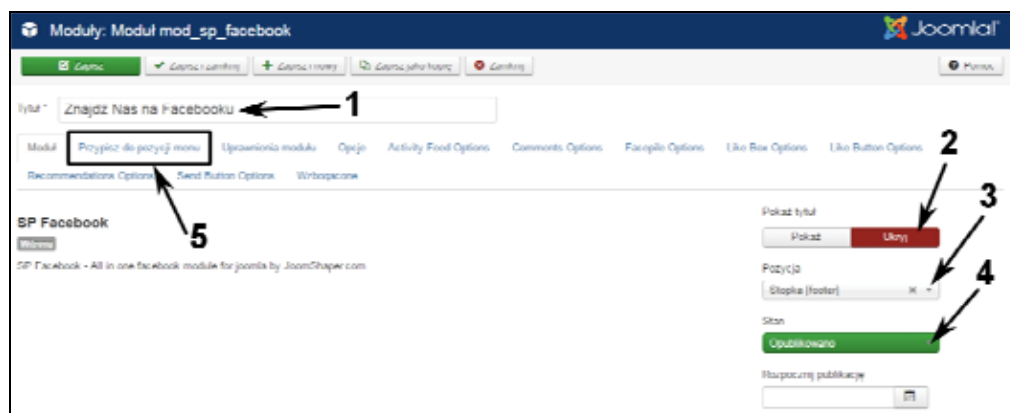 Moduły: Moduł mod_sp_facebook Joomla!
Zapisz Zapisz i zamknij Zapisz i nowy Zapisz jako kopię Zamknij Pomoc
Tytuł * Znajdź Nas na Facebooku 1
Moduł Przypisz do pozycji menu Uprawnienia modułu Opcje Activity Feed Options Comments Options Facepile Options Like Box Options Like Button Options 2
Recommendations Options Send Button Options 3
5
SP Facebook
Witryna
SP Facebook - All in one facebook module for joomla by JoomShaper.com
Pokaż tytuł
Pokaż Ukryj
Pozycja 4
Stopka [footer]
Stan
Opublikowano
Rozpocznij publikację